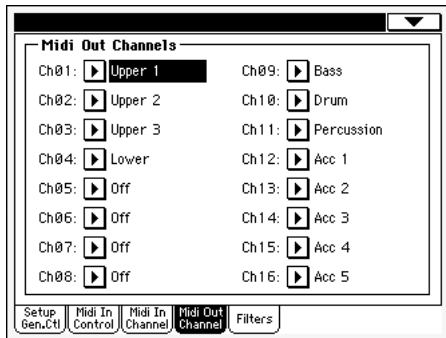 Midi Out Channels
Ch01: Upper 1
Ch02: Upper 2
Ch03: Upper 3
Ch04: Lower
Ch05: Off
Ch06: Off
Ch07: Off
Ch08: Off
Ch09: Bass
Ch10: Drum
Ch11: Percussion
Ch12: Acc 1
Ch13: Acc 2
Ch14: Acc 3
Ch15: Acc 4
Ch16: Acc 5
Setup Gen.Ctl
Midi In Control
Midi In Channel
Midi Out Channel
Filters